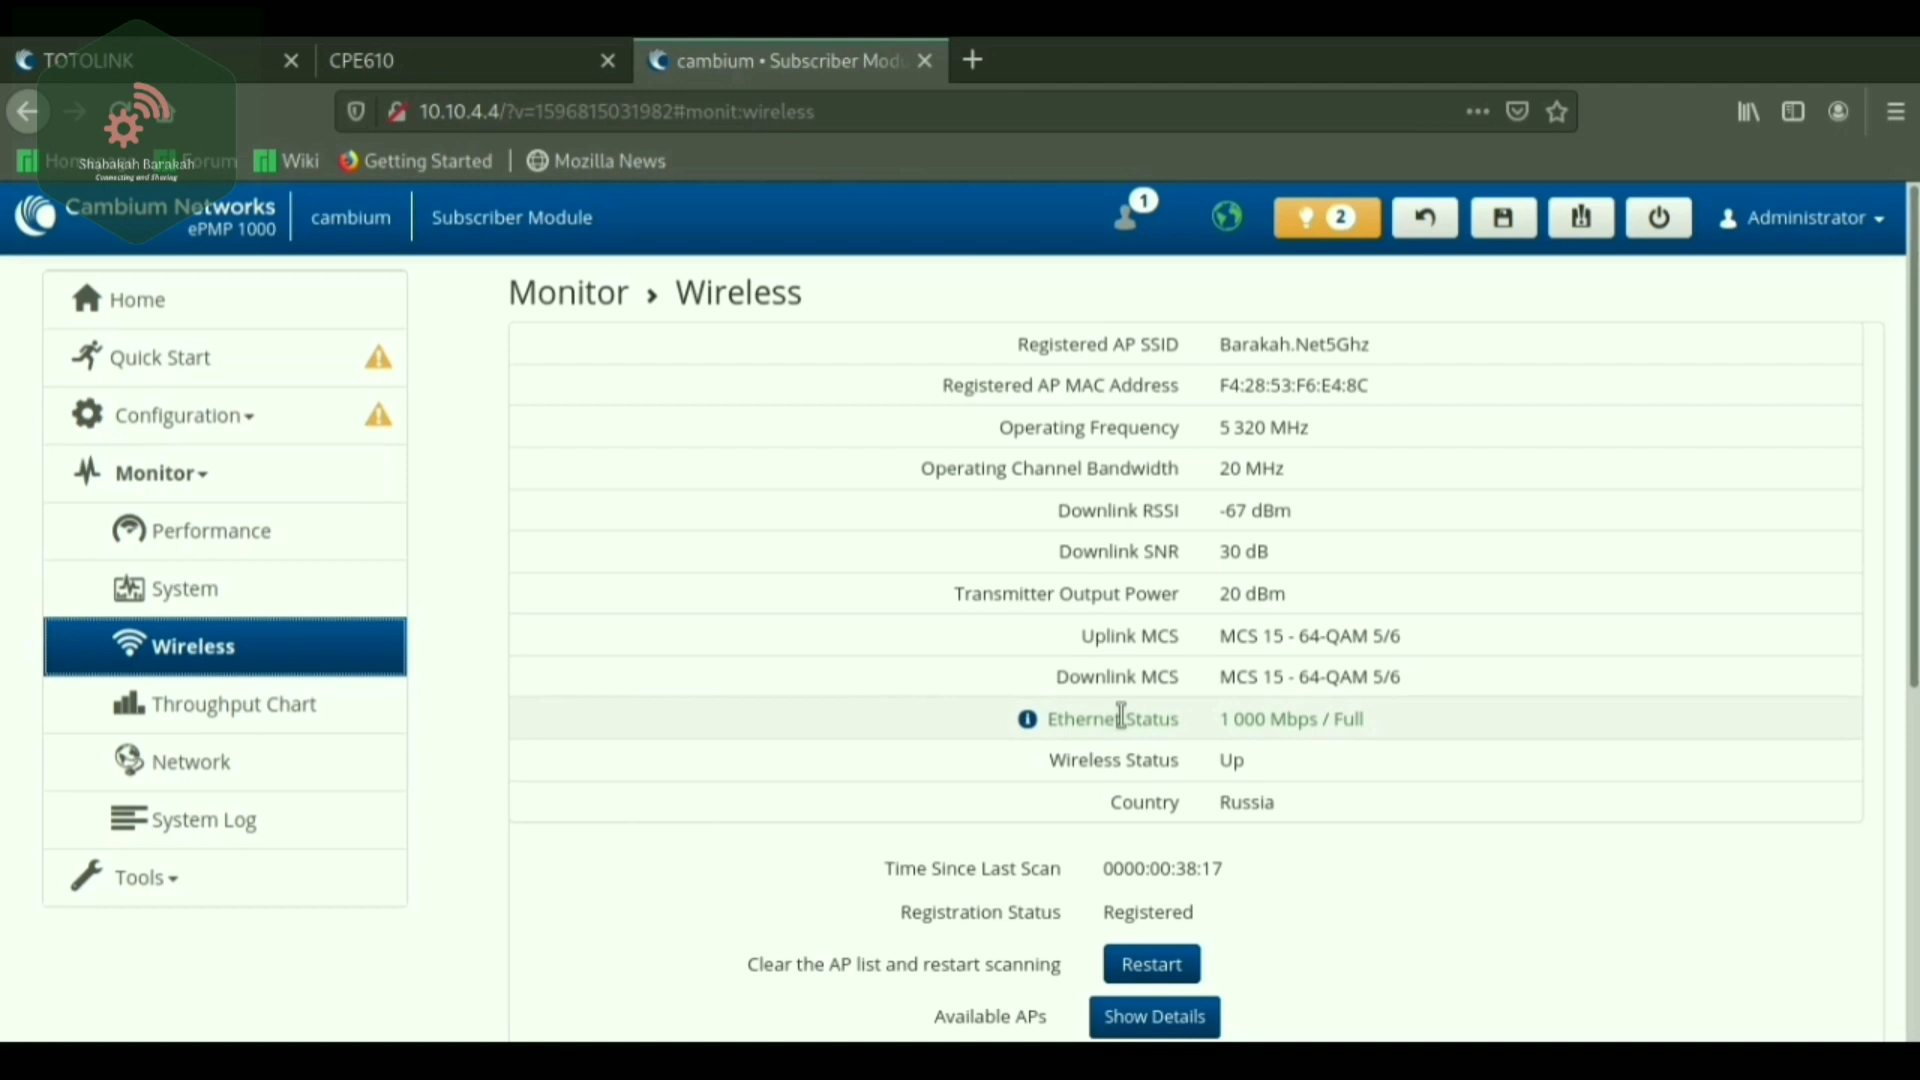 TOTOLINK
CPE610
cambium • Subscriber Modu
10.10.4.4/?v=1596815031982#monit:wireless
Shabakah Barakah
Connecting and Sharing
Forum
Wiki
Getting Started
Mozilla News
Cambium Networks
ePMP 1000
cambium
Subscriber Module
1
2
Administrator
Home
Quick Start
Configuration
Monitor
Performance
System
Wireless
Throughput Chart
Network
System Log
Tools
Monitor › Wireless
Registered AP SSID Barakah.Net5Ghz
Registered AP MAC Address F4:28:53:F6:E4:8C
Operating Frequency 5 320 MHz
Operating Channel Bandwidth 20 MHz
Downlink RSSI -67 dBm
Downlink SNR 30 dB
Transmitter Output Power 20 dBm
Uplink MCS MCS 15 - 64-QAM 5/6
Downlink MCS MCS 15 - 64-QAM 5/6
Ethernet Status 1 000 Mbps / Full
Wireless Status Up
Country Russia
Time Since Last Scan 0000:00:38:17
Registration Status Registered
Clear the AP list and restart scanning Restart
Available APs Show Details